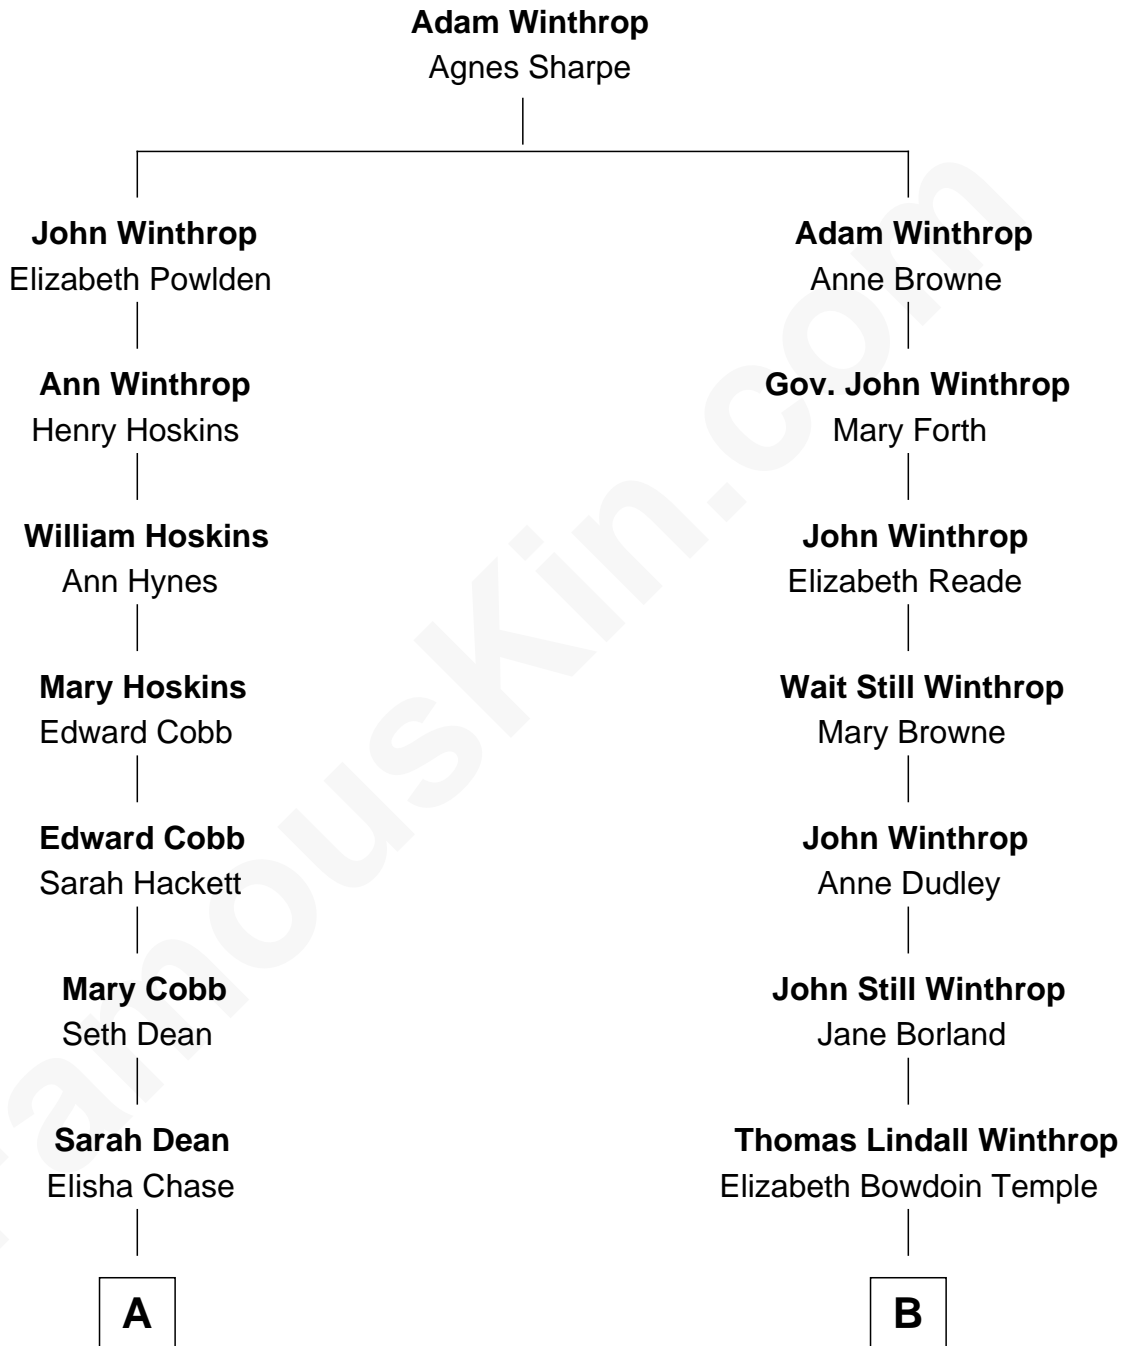 Adam Winthrop
Agnes Sharpe
John Winthrop
Elizabeth Powlden
Adam Winthrop
Anne Browne
Ann Winthrop
Henry Hoskins
Gov. John Winthrop
Mary Forth
William Hoskins
Ann Hynes
John Winthrop
Elizabeth Reade
Mary Hoskins
Edward Cobb
Wait Still Winthrop
Mary Browne
Edward Cobb
Sarah Hackett
John Winthrop
Anne Dudley
Mary Cobb
Seth Dean
John Still Winthrop
Jane Borland
Sarah Dean
Elisha Chase
Thomas Lindall Winthrop
Elizabeth Bowdoin Temple
A
B
FamousKin.com